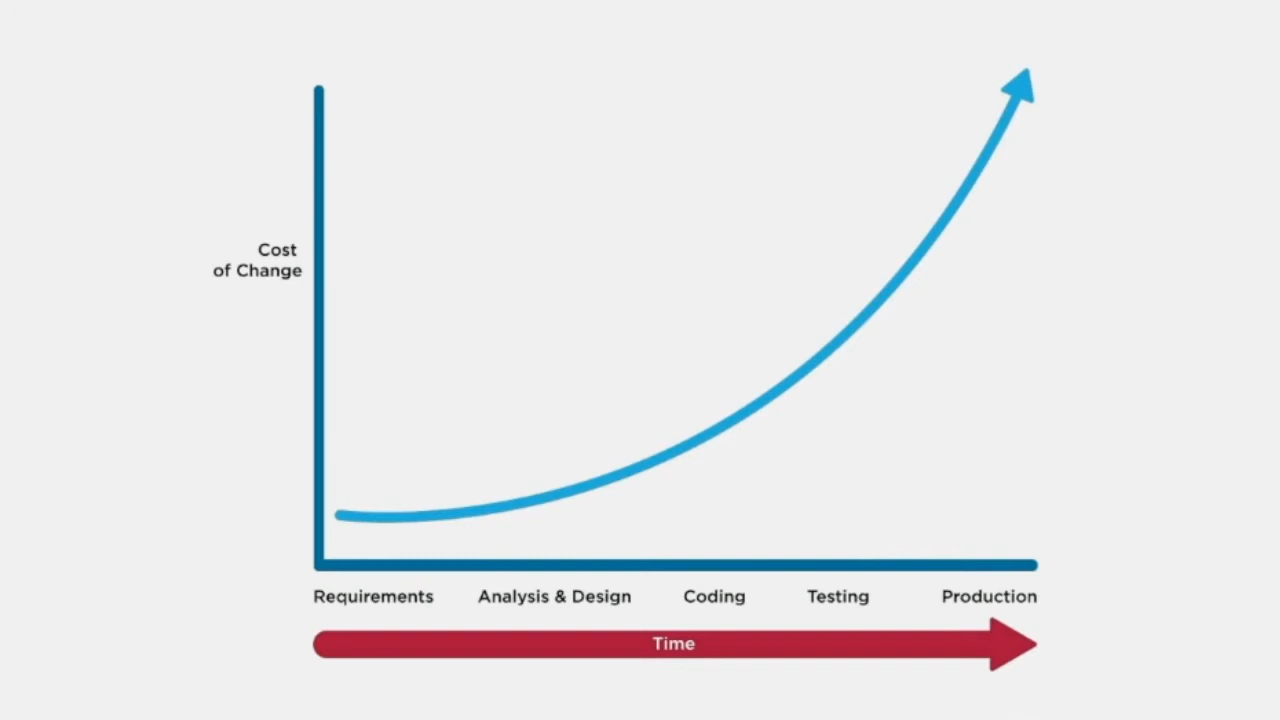 Cost
of Change
Requirements
Analysis & Design
Coding
Testing
Production
Time